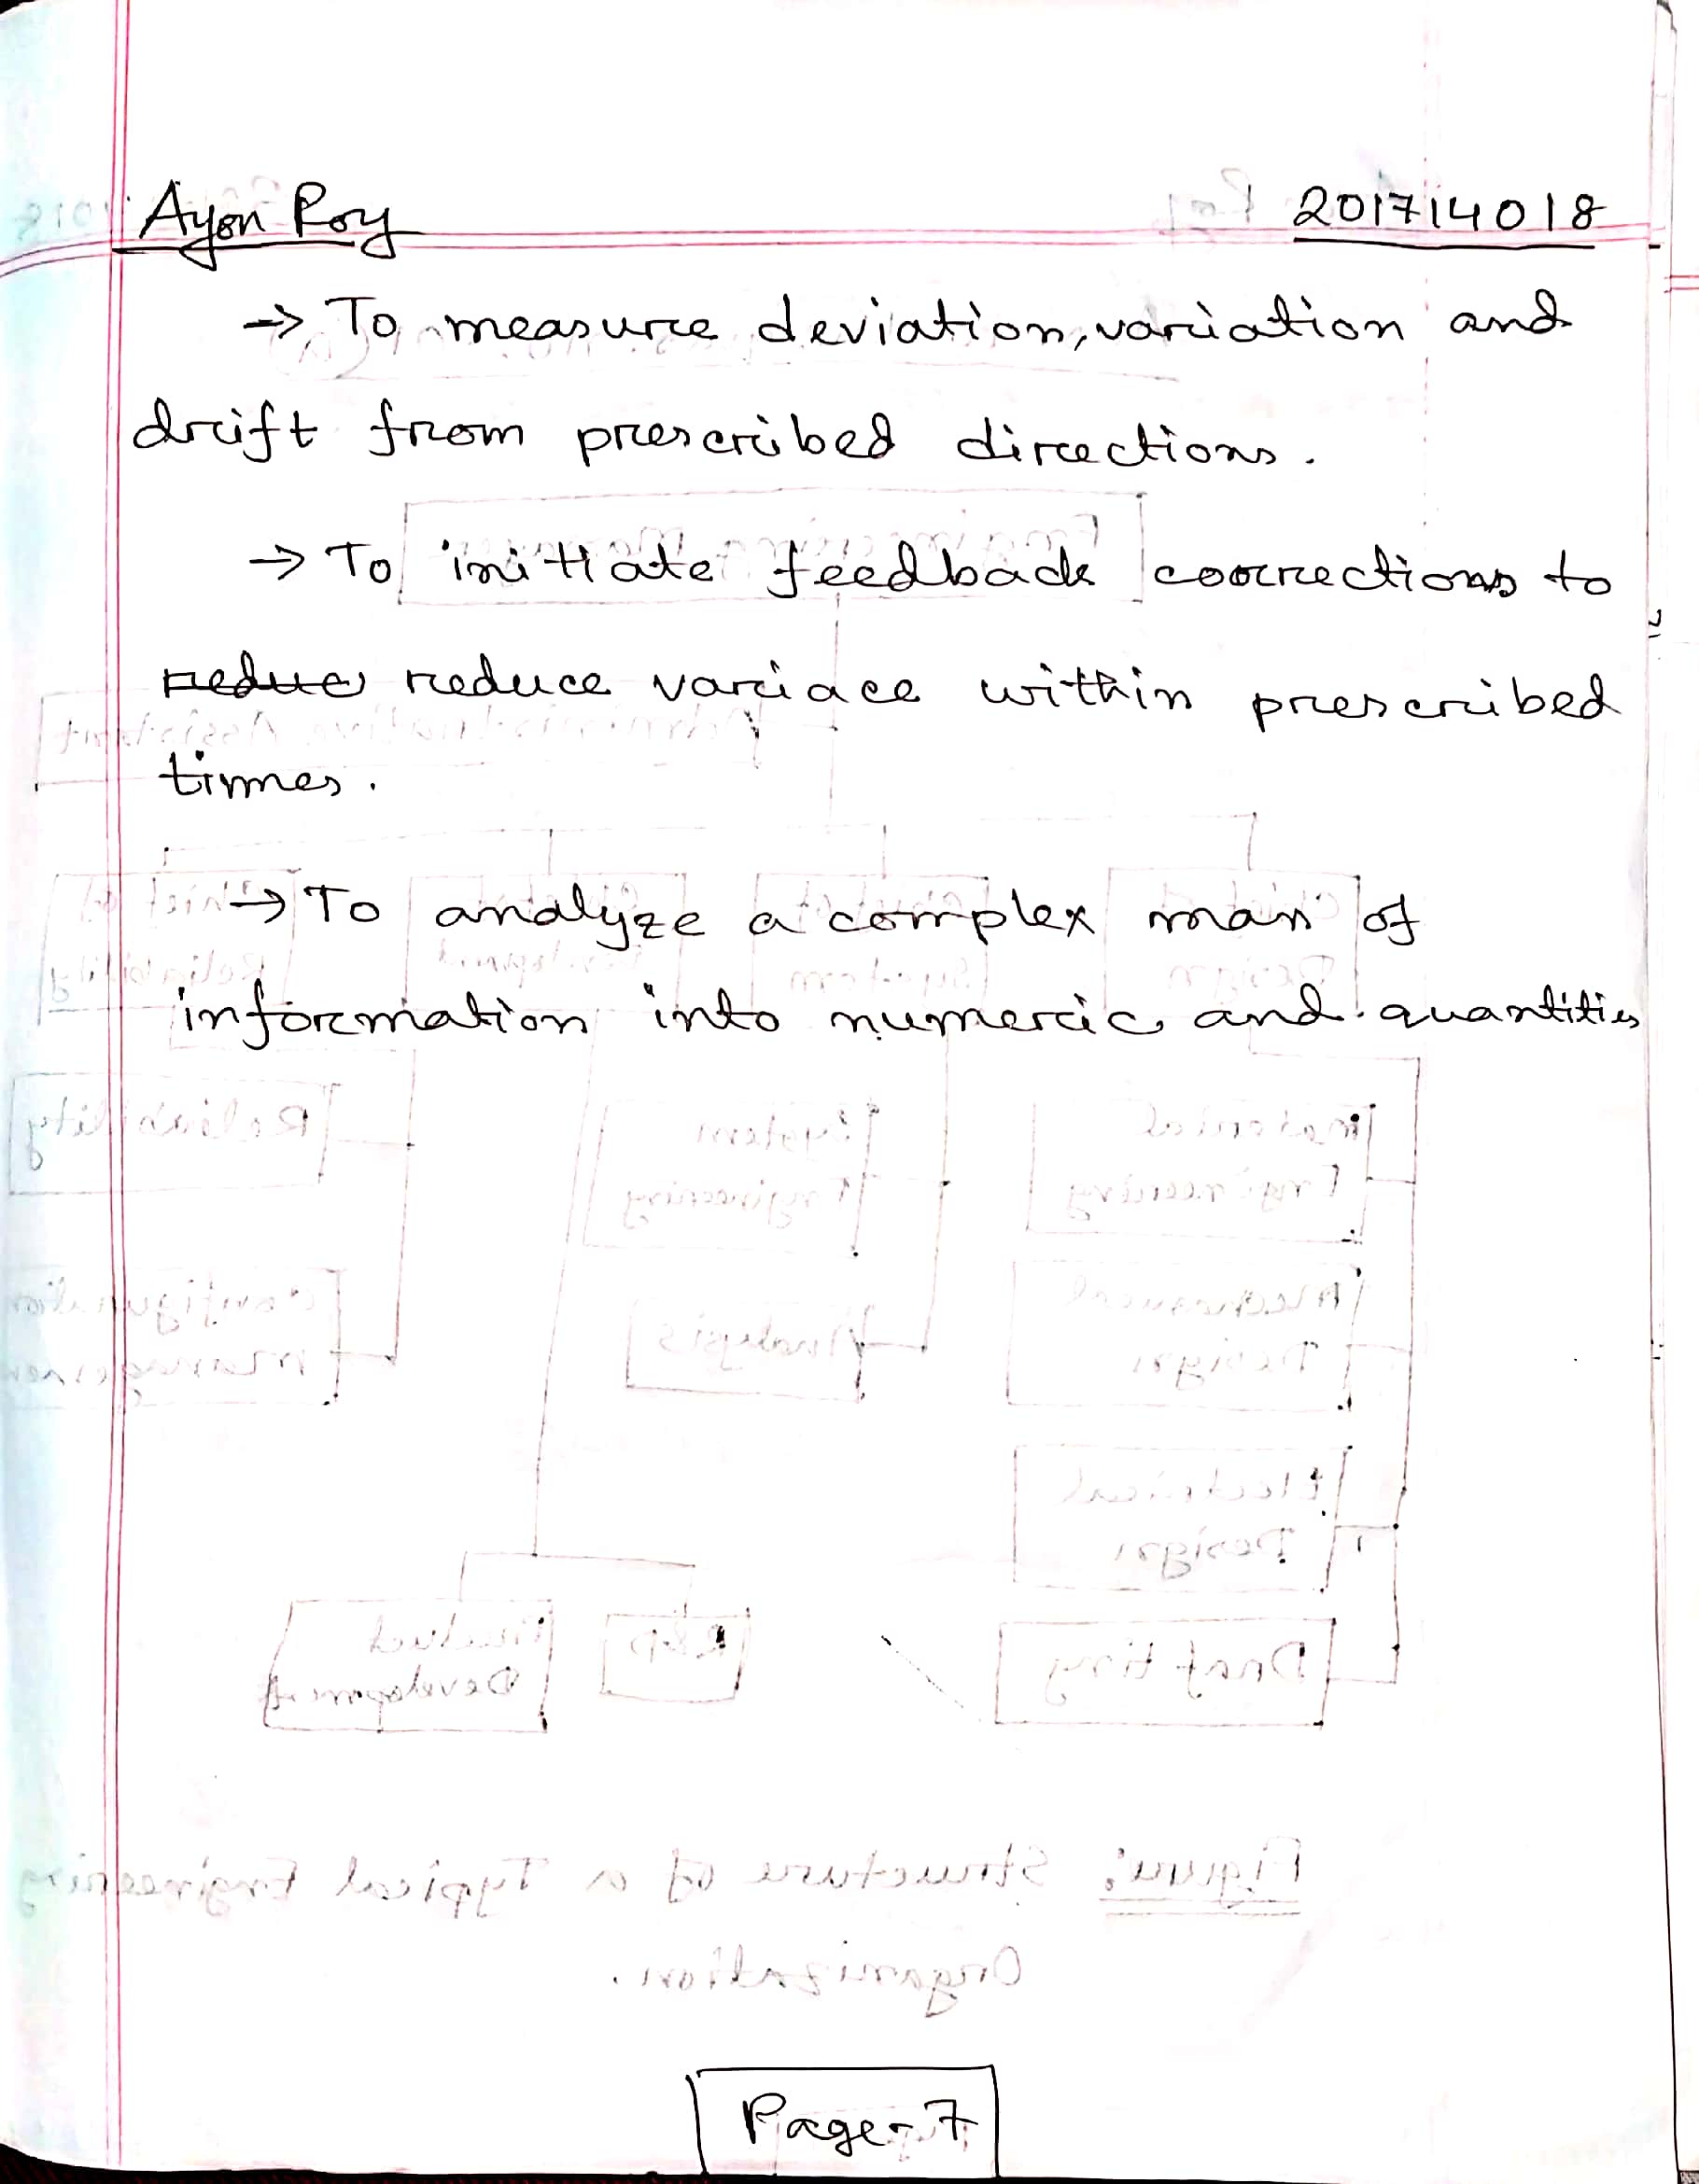 Ayon Roy 201714018
→ To measure deviation, variation and
drift from prescribed directions.
→ To initiate feedback corrections to
reduc reduce variace within prescribed
times.
→ To analyze a complex mass of
information into numeric and quantities
Page-7